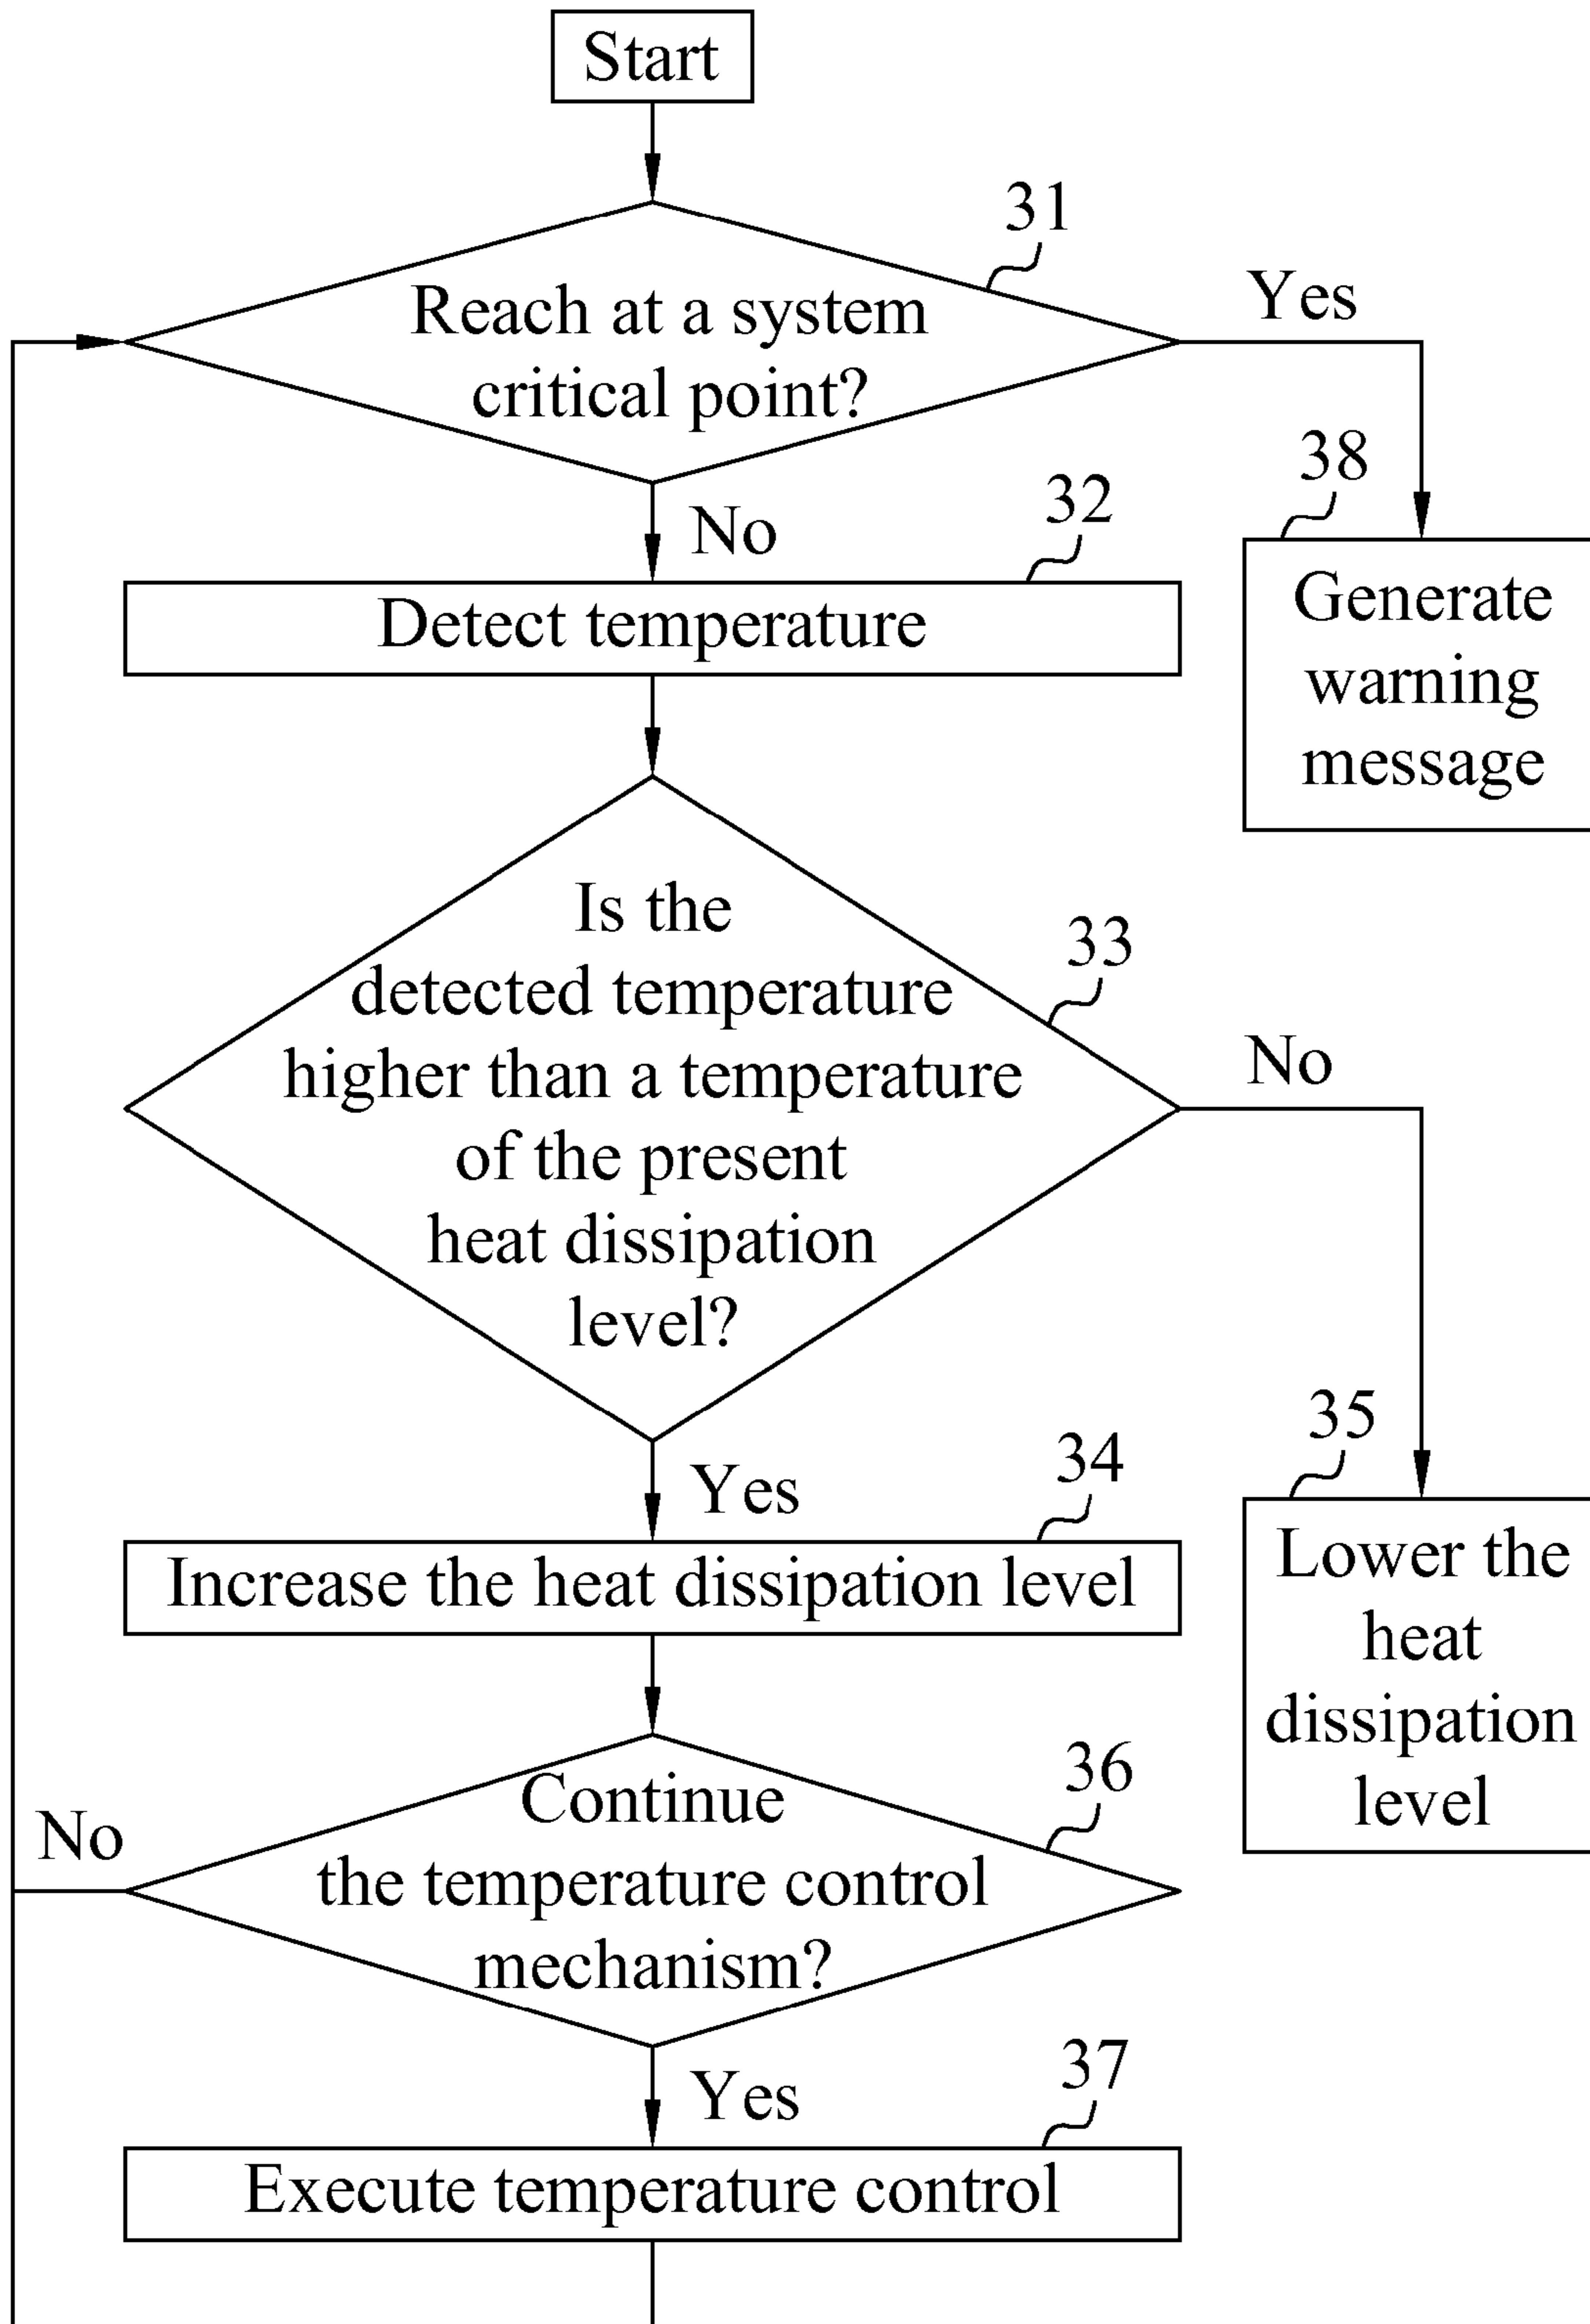 Start
31
Reach at a system
critical point?
Yes
No
32
Detect temperature
38
Generate
warning
message
Is the
detected temperature
higher than a temperature
of the present
heat dissipation
level?
33
No
Yes
34
Increase the heat dissipation level
35
Lower the
heat
dissipation
level
Continue
the temperature control
mechanism?
36
No
Yes
37
Execute temperature control